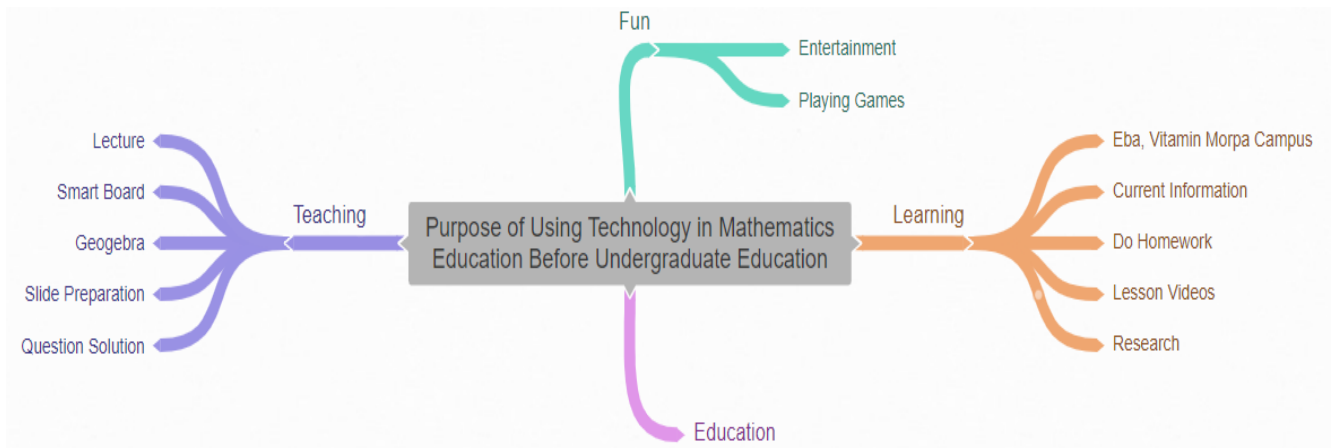 Fun
Entertainment
Playing Games
Lecture
Smart Board
Geogebra
Slide Preparation
Question Solution
Teaching
Purpose of Using Technology in Mathematics
Education Before Undergraduate Education
Learning
Eba, Vitamin Morpa Campus
Current Information
Do Homework
Lesson Videos
Research
Education